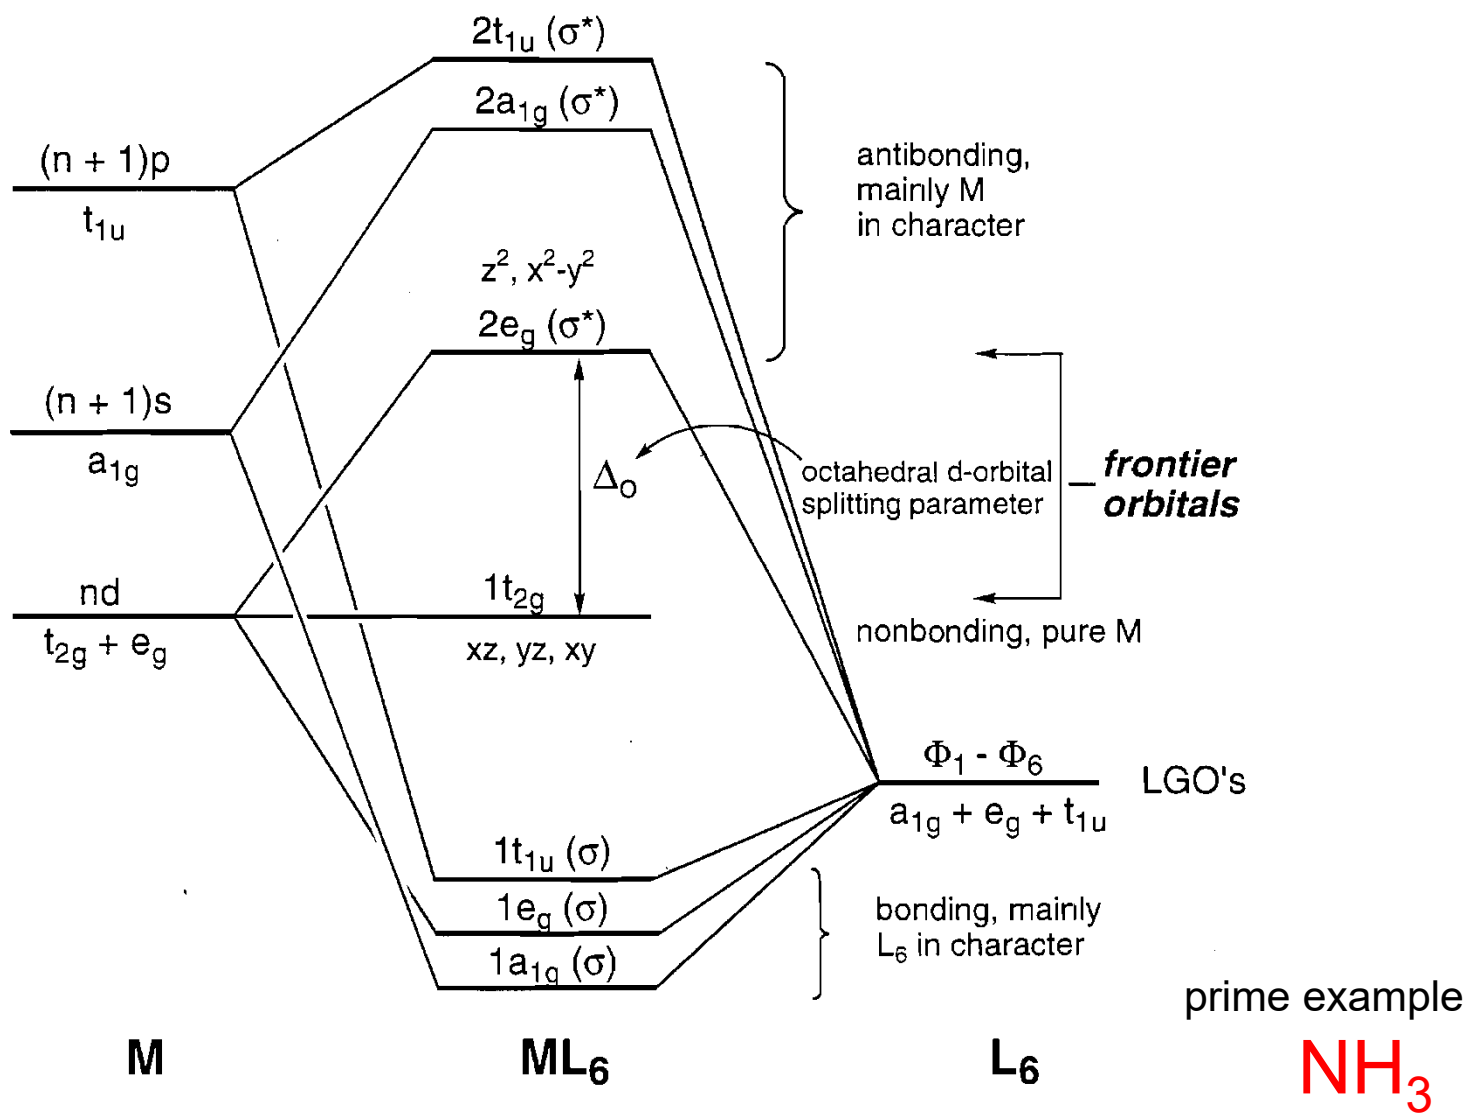 2t₁ᵤ (σ*)
2a₁g (σ*)
(n + 1)p
t₁ᵤ
antibonding,
mainly M
in character
z², x²-y²
2eg (σ*)
(n + 1)s
a₁g
Δₒ
octahedral d-orbital
splitting parameter
frontier
orbitals
nd
t₂g + eg
1t₂g
xz, yz, xy
nonbonding, pure M
Φ₁ - Φ₆
a₁g + eg + t₁ᵤ
LGO's
1t₁ᵤ (σ)
1eg (σ)
1a₁g (σ)
bonding, mainly
L₆ in character
prime example
NH₃
M
ML₆
L₆